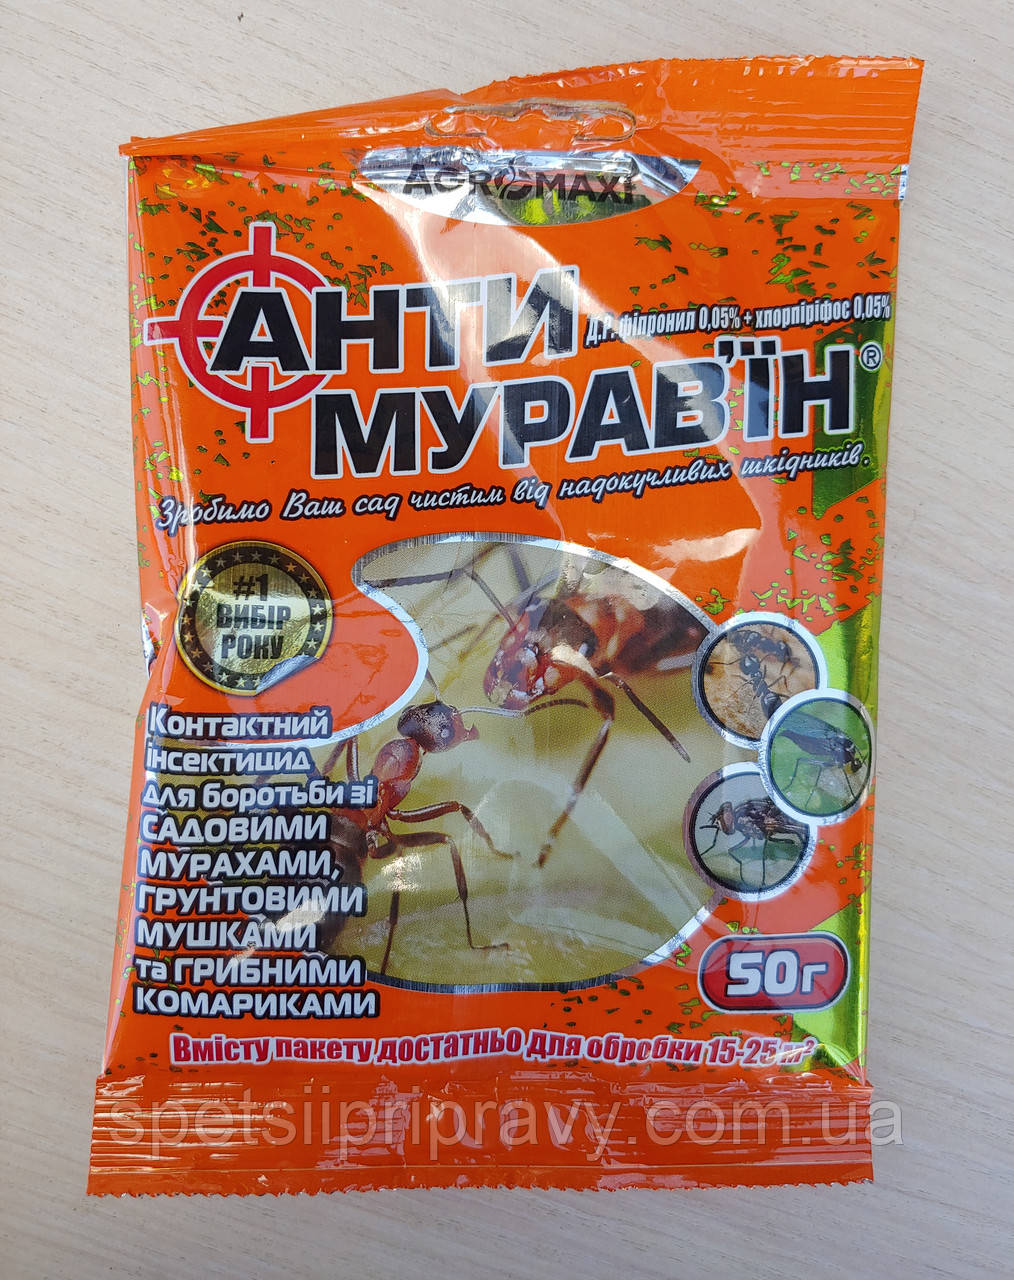 AGROMAXI
АНТИ
Д.Р. фіпронил 0,05% + хлорпіріфос 0,05%
МУРАВ'ЇН®
Зробимо Ваш сад чистим від надокучливих шкідників.
#1
ВИБІР
РОКУ
Контактний
інсектицид
для боротьби зі
САДОВИМИ
МУРАХАМИ,
ГРУНТОВИМИ
МУШКАМИ
та ГРИБНИМИ
КОМАРИКАМИ
50г
Вмісту пакету достатньо для обробки 15-25 м²
spetsiipripravy.com.ua